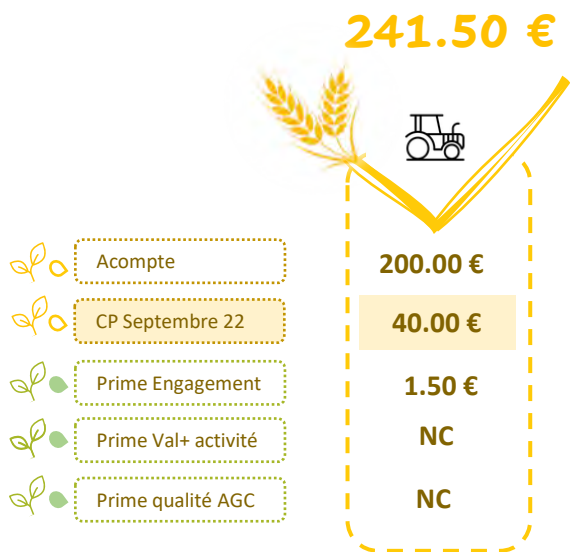 241.50 €
Acompte 200.00 €
CP Septembre 22 40.00 €
Prime Engagement 1.50 €
Prime Val+ activité NC
Prime qualité AGC NC